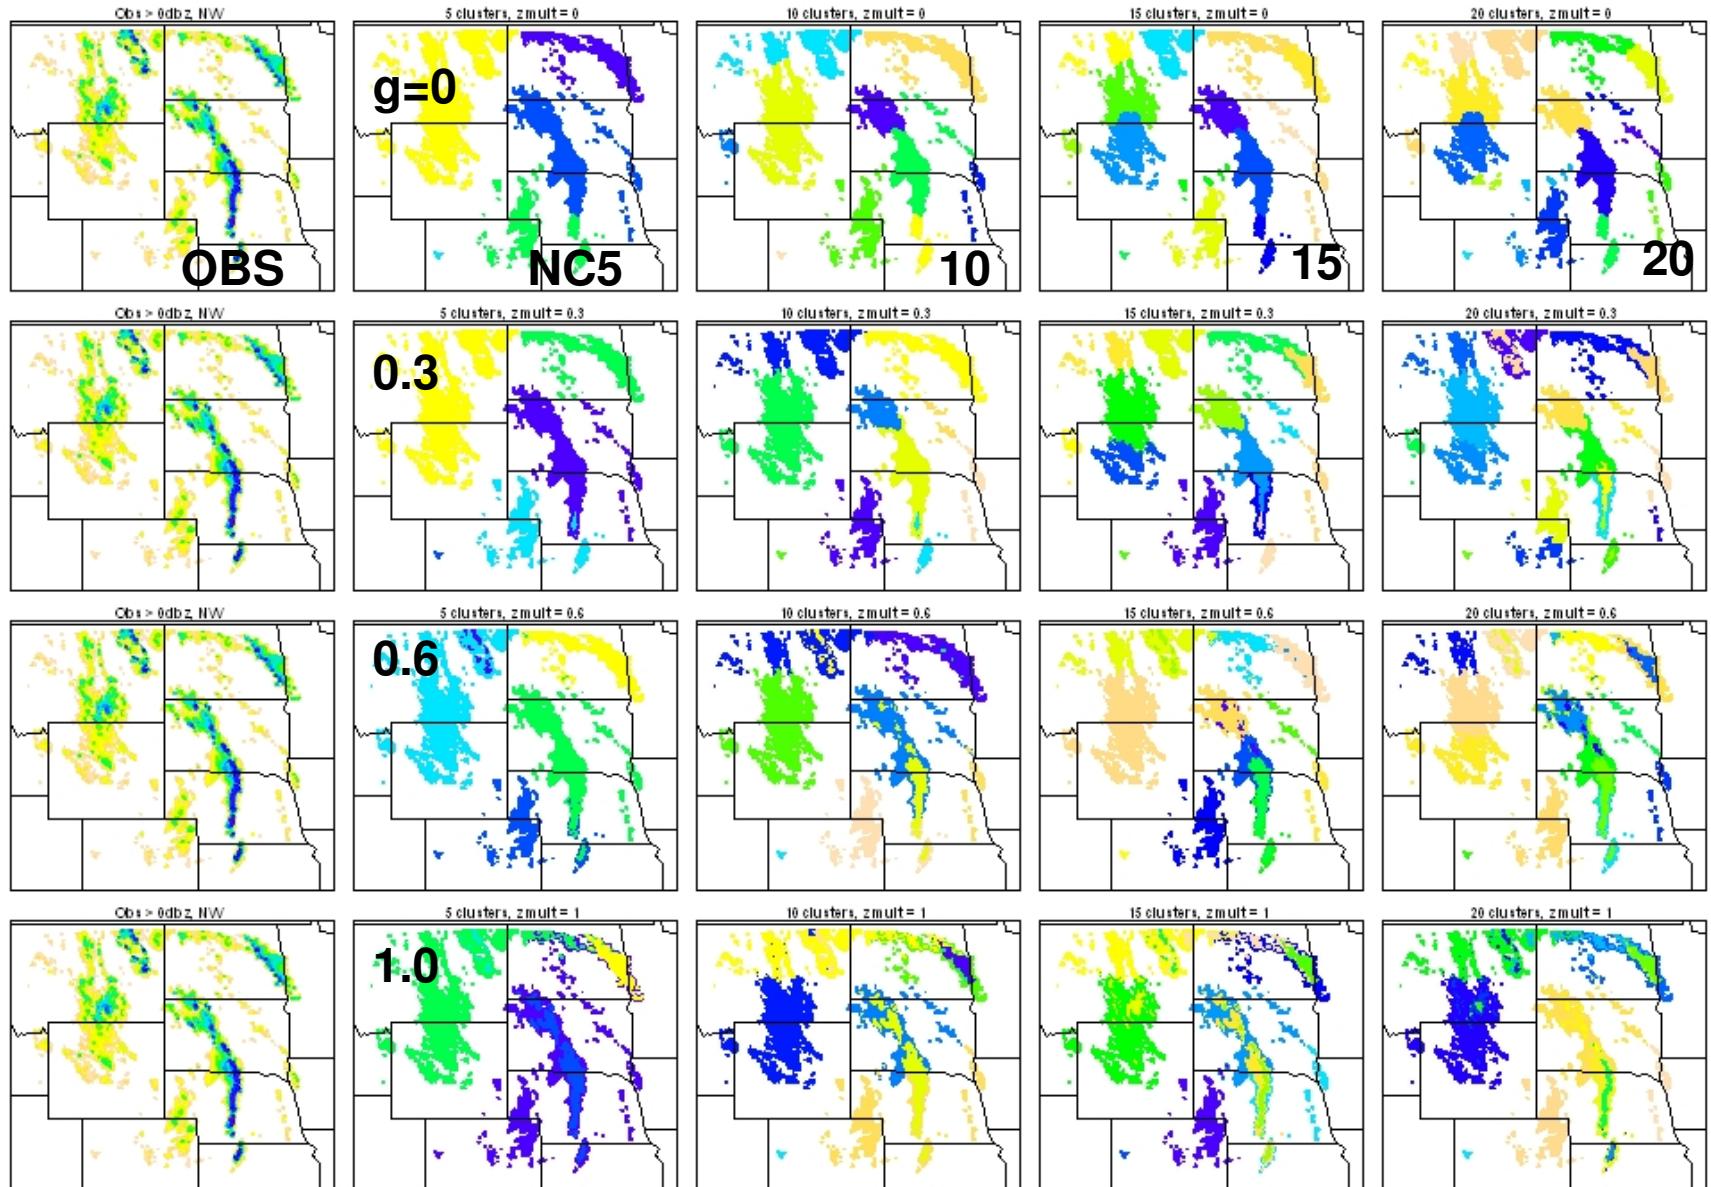 Obs > 0dbz, NW
5 clusters, zmult = 0
10 clusters, zmult = 0
15 clusters, zmult = 0
20 clusters, zmult = 0
g=0
OBS
NC5
10
15
20
Obs > 0dbz, NW
5 clusters, zmult = 0.3
10 clusters, zmult = 0.3
15 clusters, zmult = 0.3
20 clusters, zmult = 0.3
0.3
Obs > 0dbz, NW
5 clusters, zmult = 0.6
10 clusters, zmult = 0.6
15 clusters, zmult = 0.6
20 clusters, zmult = 0.6
0.6
Obs > 0dbz, NW
5 clusters, zmult = 1
10 clusters, zmult = 1
15 clusters, zmult = 1
20 clusters, zmult = 1
1.0